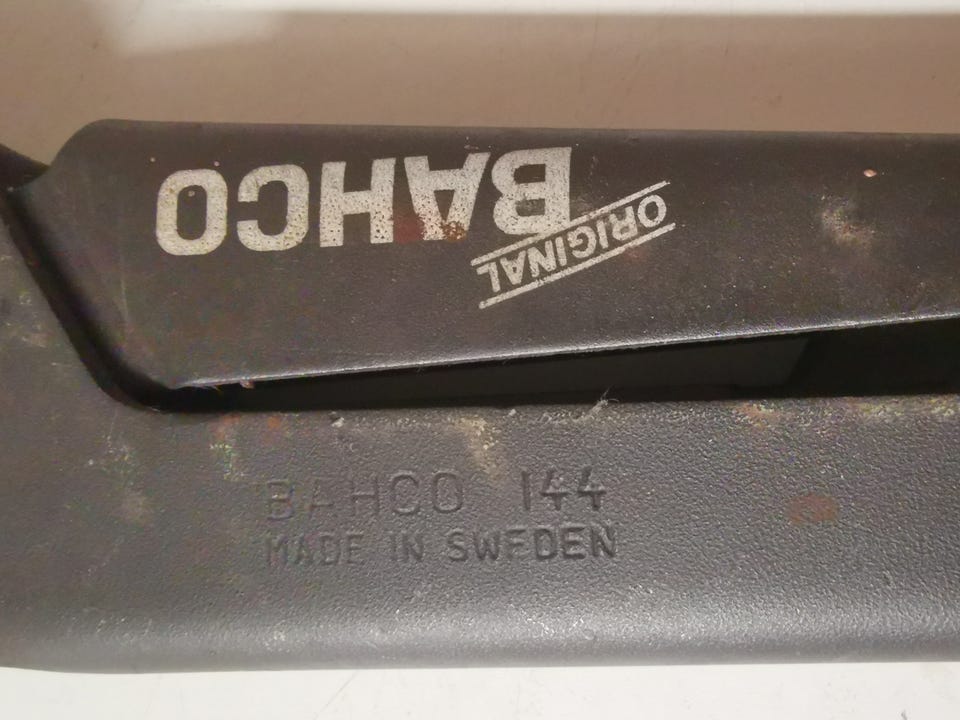 BAHCO
ORIGINAL
BAHCO 144
MADE IN SWEDEN